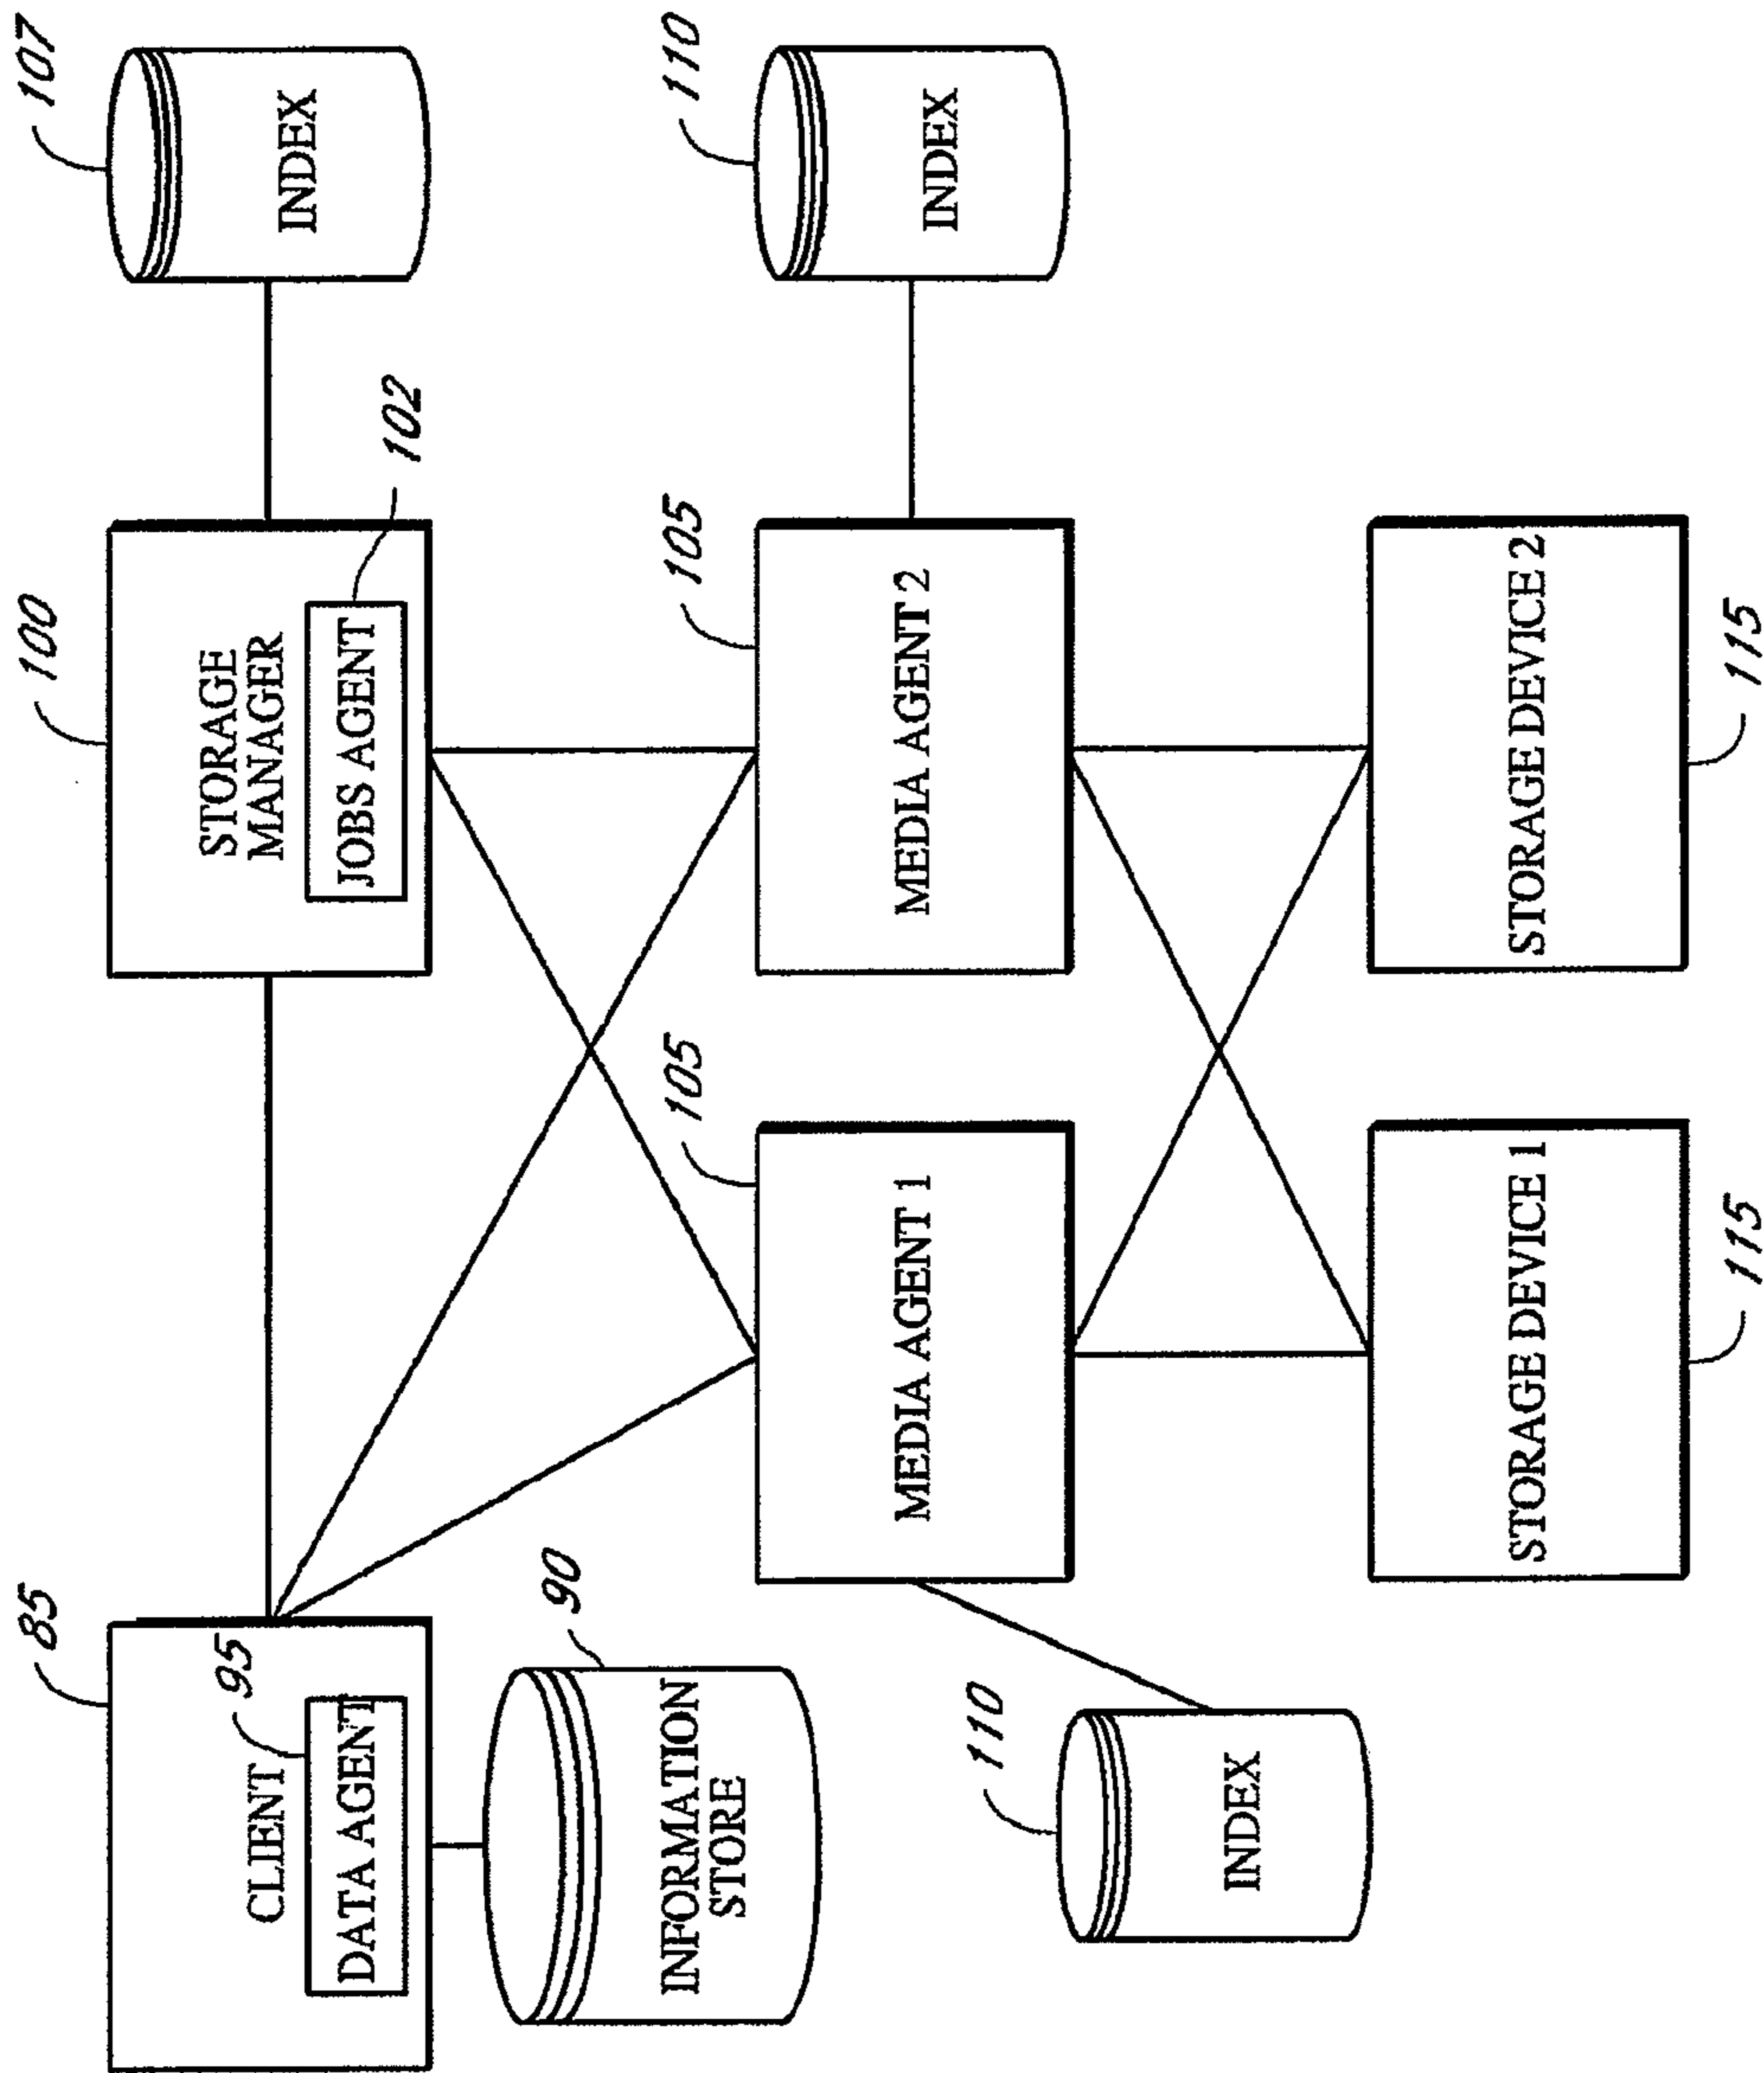 85
CLIENT
95
DATA AGENT
90
INFORMATION
STORE
100
STORAGE
MANAGER
JOBS AGENT
102
107
INDEX
105
MEDIA AGENT 1
105
MEDIA AGENT 2
110
INDEX
110
INDEX
STORAGE DEVICE 1
115
STORAGE DEVICE 2
115